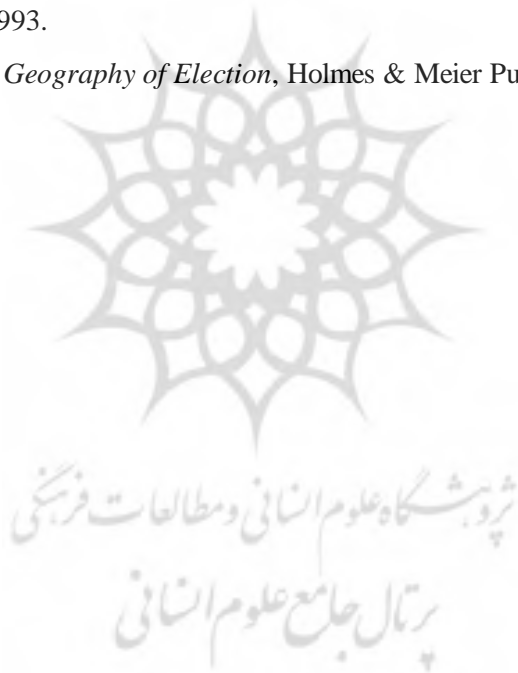 993.
Geography of Election, Holmes & Meier Pu
پژوهشگاه علوم انسانی و مطالعات فرهنگی
پرتال جامع علوم انسانی